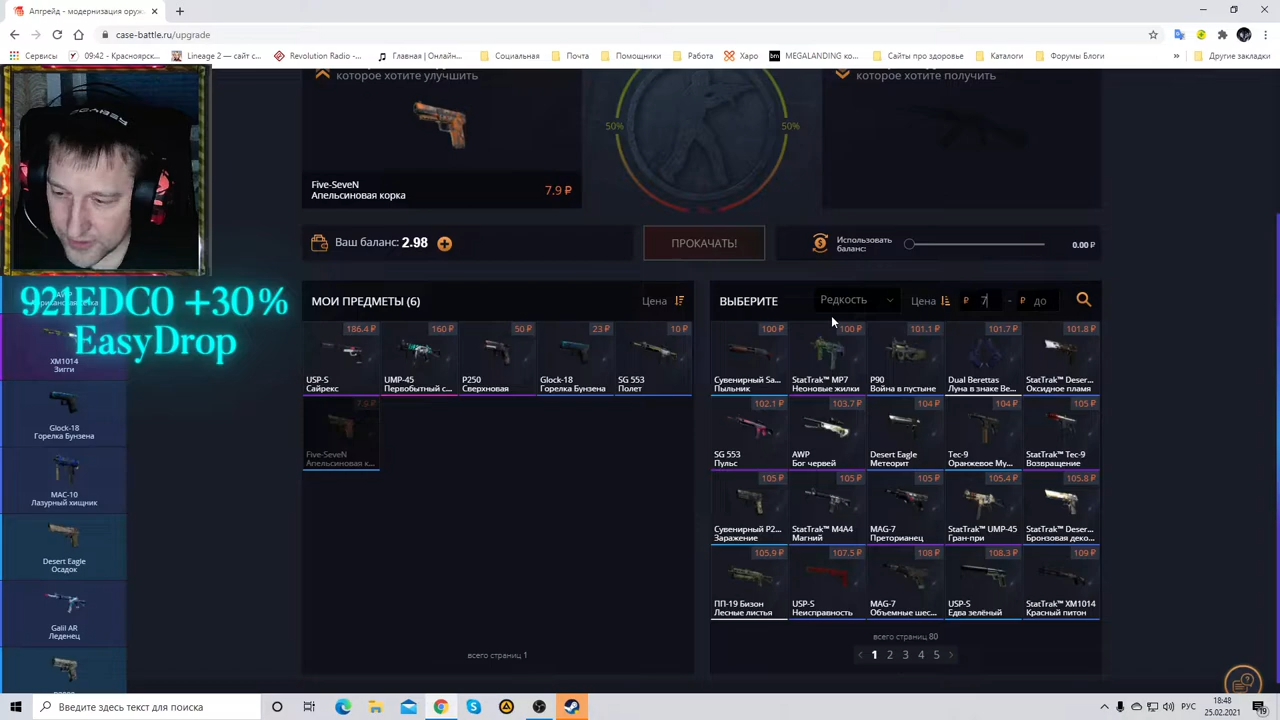 Апгрейд - модернизация оруж
case-battle.ru/upgrade
Сервисы
09:42 - Красноярск...
Lineage 2 — сайт с...
Revolution Radio -...
Главная | Онлайн...
Социальная
Почта
Помощники
Работа
Харос
MEGALANDING ко...
Каталоги
Сайты про здоровье
Форумы Блоги
»
Другие закладки
которое хотите улучшить
которое хотите получить
50%
50%
Five-SeveN
Апельсиновая корка
7.9 ₽
Ваш баланс: 2.98
ПРОКАЧАТЬ!
Использовать
баланс:
0.00 ₽
921EDC0 +30%
EasyDrop
AWP
XM1014
Зигги
Glock-18
Горелка Бунзена
MAC-10
Лазурный хищник
Desert Eagle
Осадок
Galil AR
Леденец
МОИ ПРЕДМЕТЫ (6)
Цена
186.4 ₽
USP-S
Сайрекс
160 ₽
UMP-45
Первобытный с...
50 ₽
P250
Сверхновая
23 ₽
Glock-18
Горелка Бунзена
10 ₽
SG 553
Полет
7.9 ₽
Five-SeveN
Апельсиновая к...
всего страниц 1
ВЫБЕРИТЕ
Редкость
Цена
₽ 7 - ₽ до
100 ₽
Сувенирный Sa...
Пыльник
100 ₽
StatTrak™ MP7
Неоновые жилки
101.1 ₽
P90
Война в пустыне
101.7 ₽
Dual Berettas
Луна в знаке Ве...
101.8 ₽
StatTrak™ Deser...
Оксидное пламя
102.1 ₽
SG 553
Пульс
103.7 ₽
AWP
Бог червей
104 ₽
Desert Eagle
Метеорит
104 ₽
Tec-9
Оранжевое Му...
105 ₽
StatTrak™ Tec-9
Возвращение
105 ₽
Сувенирный P2...
Заражение
105 ₽
StatTrak™ M4A4
Магний
105 ₽
MAG-7
Преторианец
105.4 ₽
StatTrak™ UMP-45
Гран-при
105.8 ₽
StatTrak™ Deser...
Бронзовая деко...
105.9 ₽
ПП-19 Бизон
Лесные листья
107.5 ₽
USP-S
Неисправность
108 ₽
MAG-7
Объемные шес...
108.3 ₽
USP-S
Едва зелёный
109 ₽
StatTrak™ XM1014
Красный питон
всего страниц 80
1 2 3 4 5
Введите здесь текст для поиска
РУС
18:48
25.02.2021
19